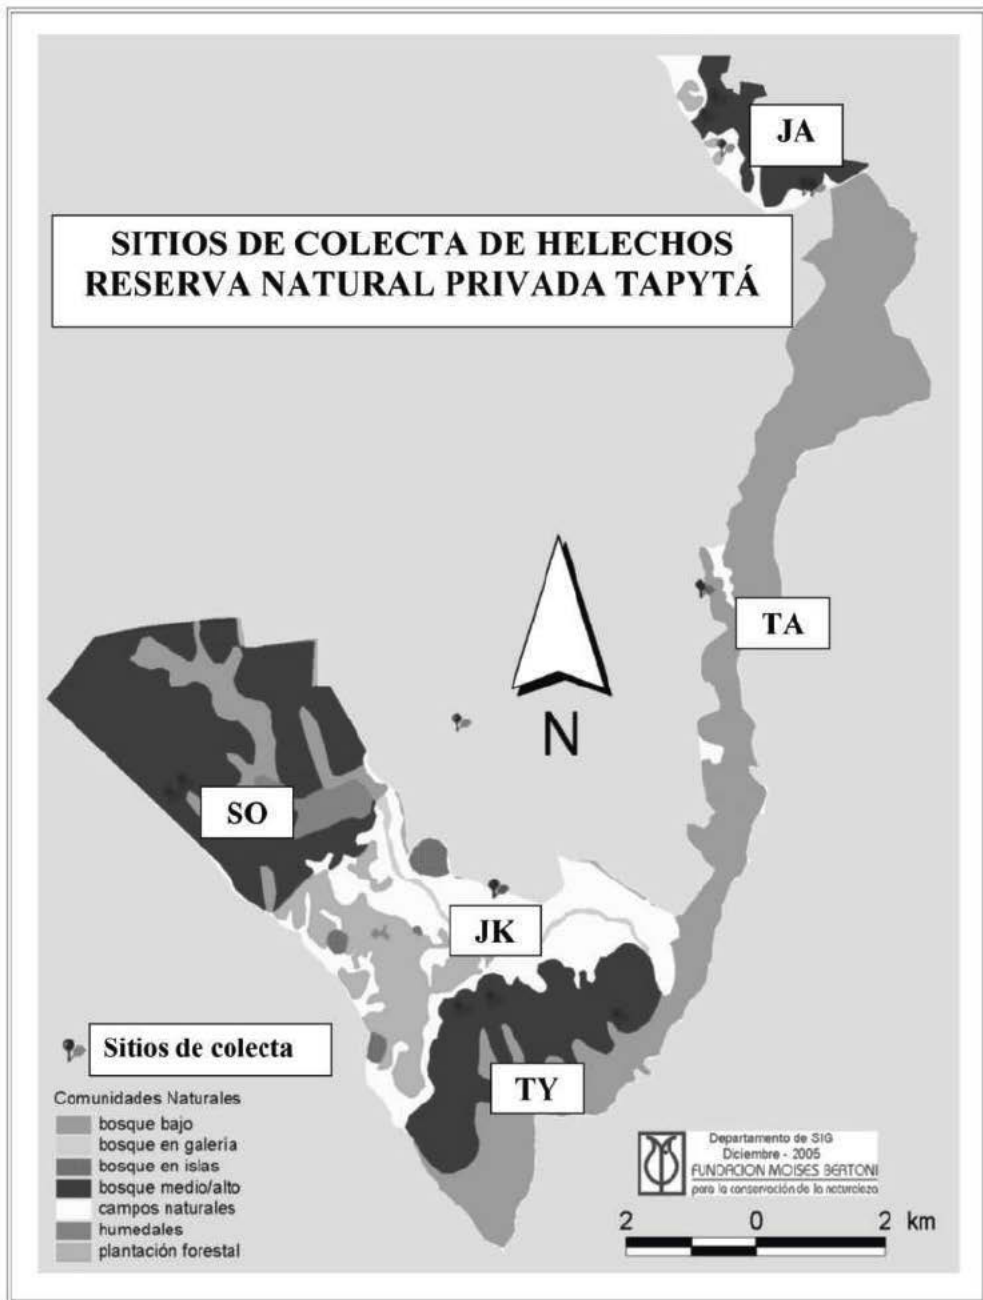 JA
SITIOS DE COLECTA DE HELECHOS
RESERVA NATURAL PRIVADA TAPYTÁ
TA
N
SO
JK
Sitios de colecta
TY
Comunidades Naturales
bosque bajo
bosque en galería
bosque en islas
bosque medio/alto
campos naturales
humedales
plantación forestal
Departamento de SIG
Diciembre - 2005
FUNDACION MOISES BERTONI
para la conservación de la naturaleza
2 0 2 km